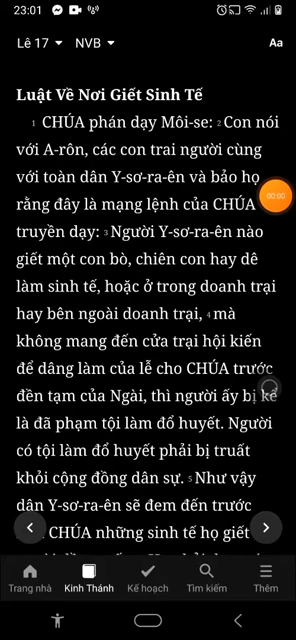 23:01
Lê 17 NVB Aa
Luật Về Nơi Giết Sinh Tế
1 CHÚA phán dạy Môi-se: 2 Con nói
với A-rôn, các con trai người cùng
với toàn dân Y-sơ-ra-ên và bảo họ
rằng đây là mạng lệnh của CHÚA
00:00
truyền dạy: 3 Người Y-sơ-ra-ên nào
giết một con bò, chiên con hay dê
làm sinh tế, hoặc ở trong doanh trại
hay bên ngoài doanh trại, 4 mà
không mang đến cửa trại hội kiến
để dâng làm của lễ cho CHÚA trước
đền tạm của Ngài, thì người ấy bị kể
là đã phạm tội làm đổ huyết. Người
có tội làm đổ huyết phải bị truất
khỏi cộng đồng dân sự. 5 Như vậy
dân Y-sơ-ra-ên sẽ đem đến trước
CHÚA những sinh tế họ giết
Trang nhà Kinh Thánh Kế hoạch Tìm kiếm Thêm